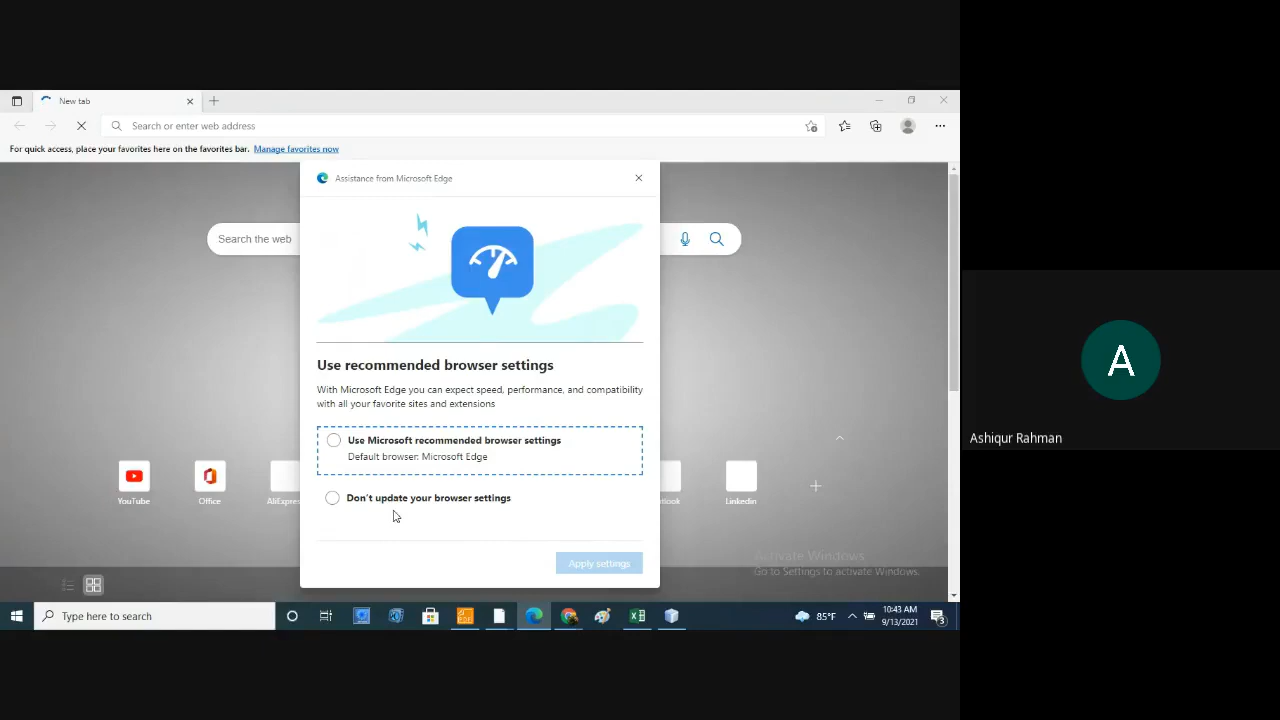 New tab
Search or enter web address
For quick access, place your favorites here on the favorites bar. Manage favorites now
Assistance from Microsoft Edge
Search the web
Use recommended browser settings
With Microsoft Edge you can expect speed, performance, and compatibility
with all your favorite sites and extensions
Use Microsoft recommended browser settings
Default browser: Microsoft Edge
Don't update your browser settings
YouTube
Office
AliExpres
look
Linkedin
Apply settings
Activate Windows
Go to Settings to activate Windows.
Type here to search
85°F
10:43 AM
9/13/2021
3
A
Ashiqur Rahman